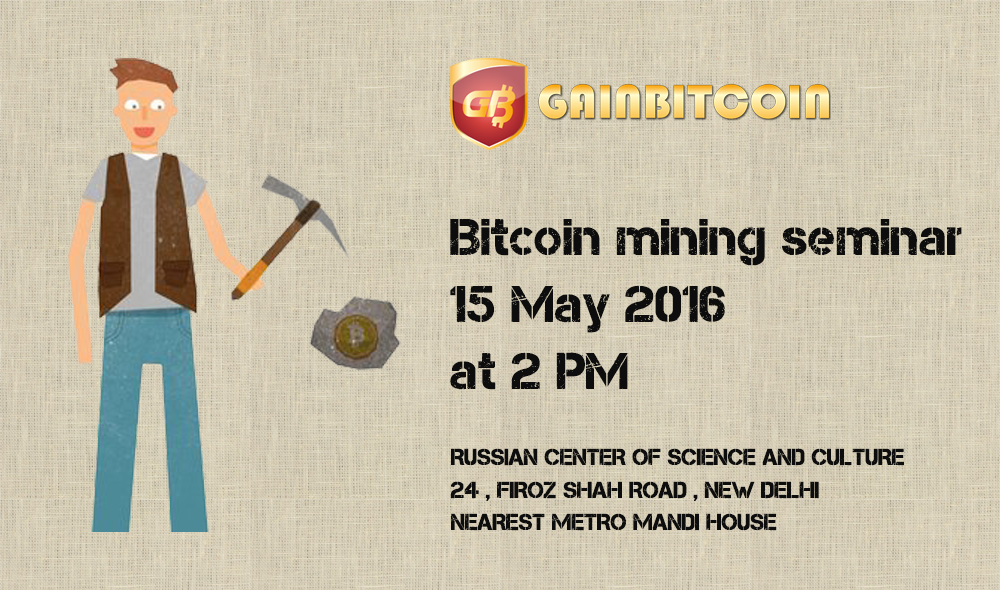 GB
GAINBITCOIN
Bitcoin mining seminar
15 May 2016
at 2 PM
RUSSIAN CENTER OF SCIENCE AND CULTURE
24 , FIROZ SHAH ROAD , NEW DELHI
NEAREST METRO MANDI HOUSE